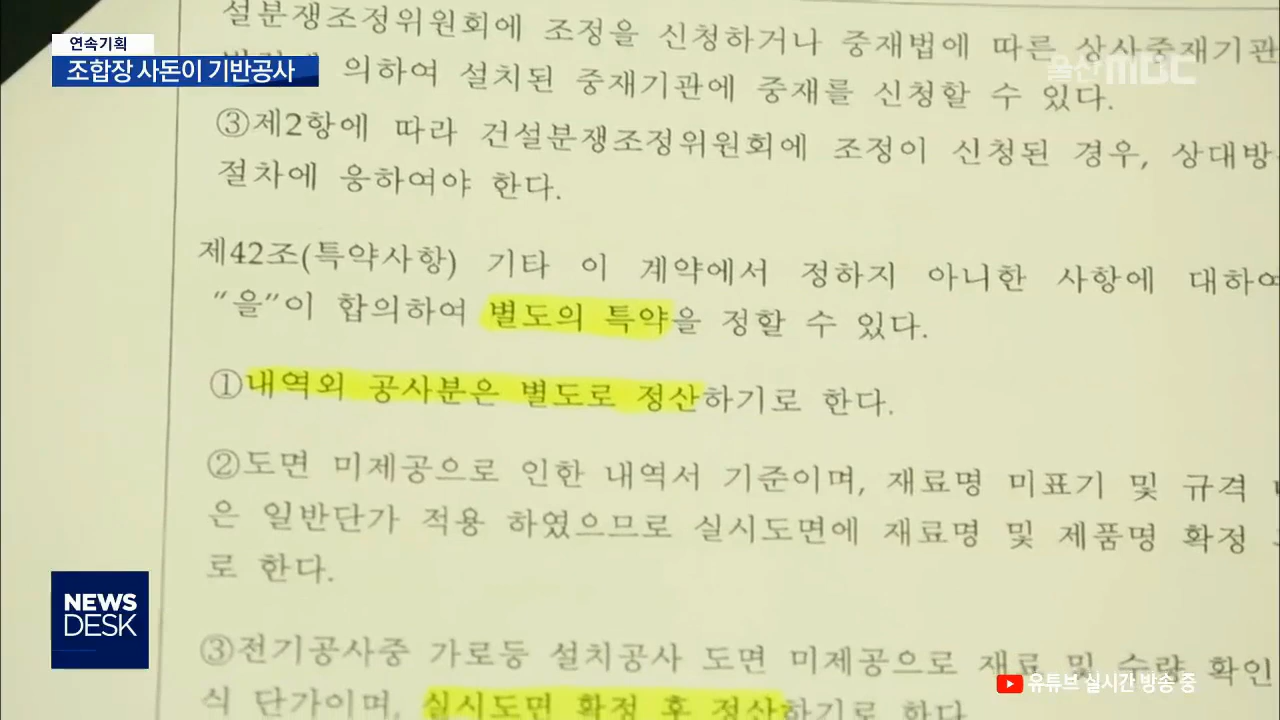 연속기획
조합장 사돈이 기반공사
울산MBC
설분쟁조정위원회에 조정을 신청하거나 중재법에 따른 상사중재기관
의하여 설치된 중재기관에 중재를 신청할 수 있다.
③제2항에 따라 건설분쟁조정위원회에 조정이 신청된 경우, 상대방
절차에 응하여야 한다.
제42조(특약사항) 기타 이 계약에서 정하지 아니한 사항에 대하여
“을”이 합의하여 별도의 특약을 정할 수 있다.
①내역외 공사분은 별도로 정산하기로 한다.
②도면 미제공으로 인한 내역서 기준이며, 재료명 미표기 및 규격
은 일반단가 적용 하였으므로 실시도면에 재료명 및 제품명 확정
로 한다.
③전기공사중 가로등 설치공사 도면 미제공으로 재료 및 수량 확인
식 단가이며, 실시도면 확정 후 정산하기로 한다
NEWS
DESK
유튜브 실시간 방송 중